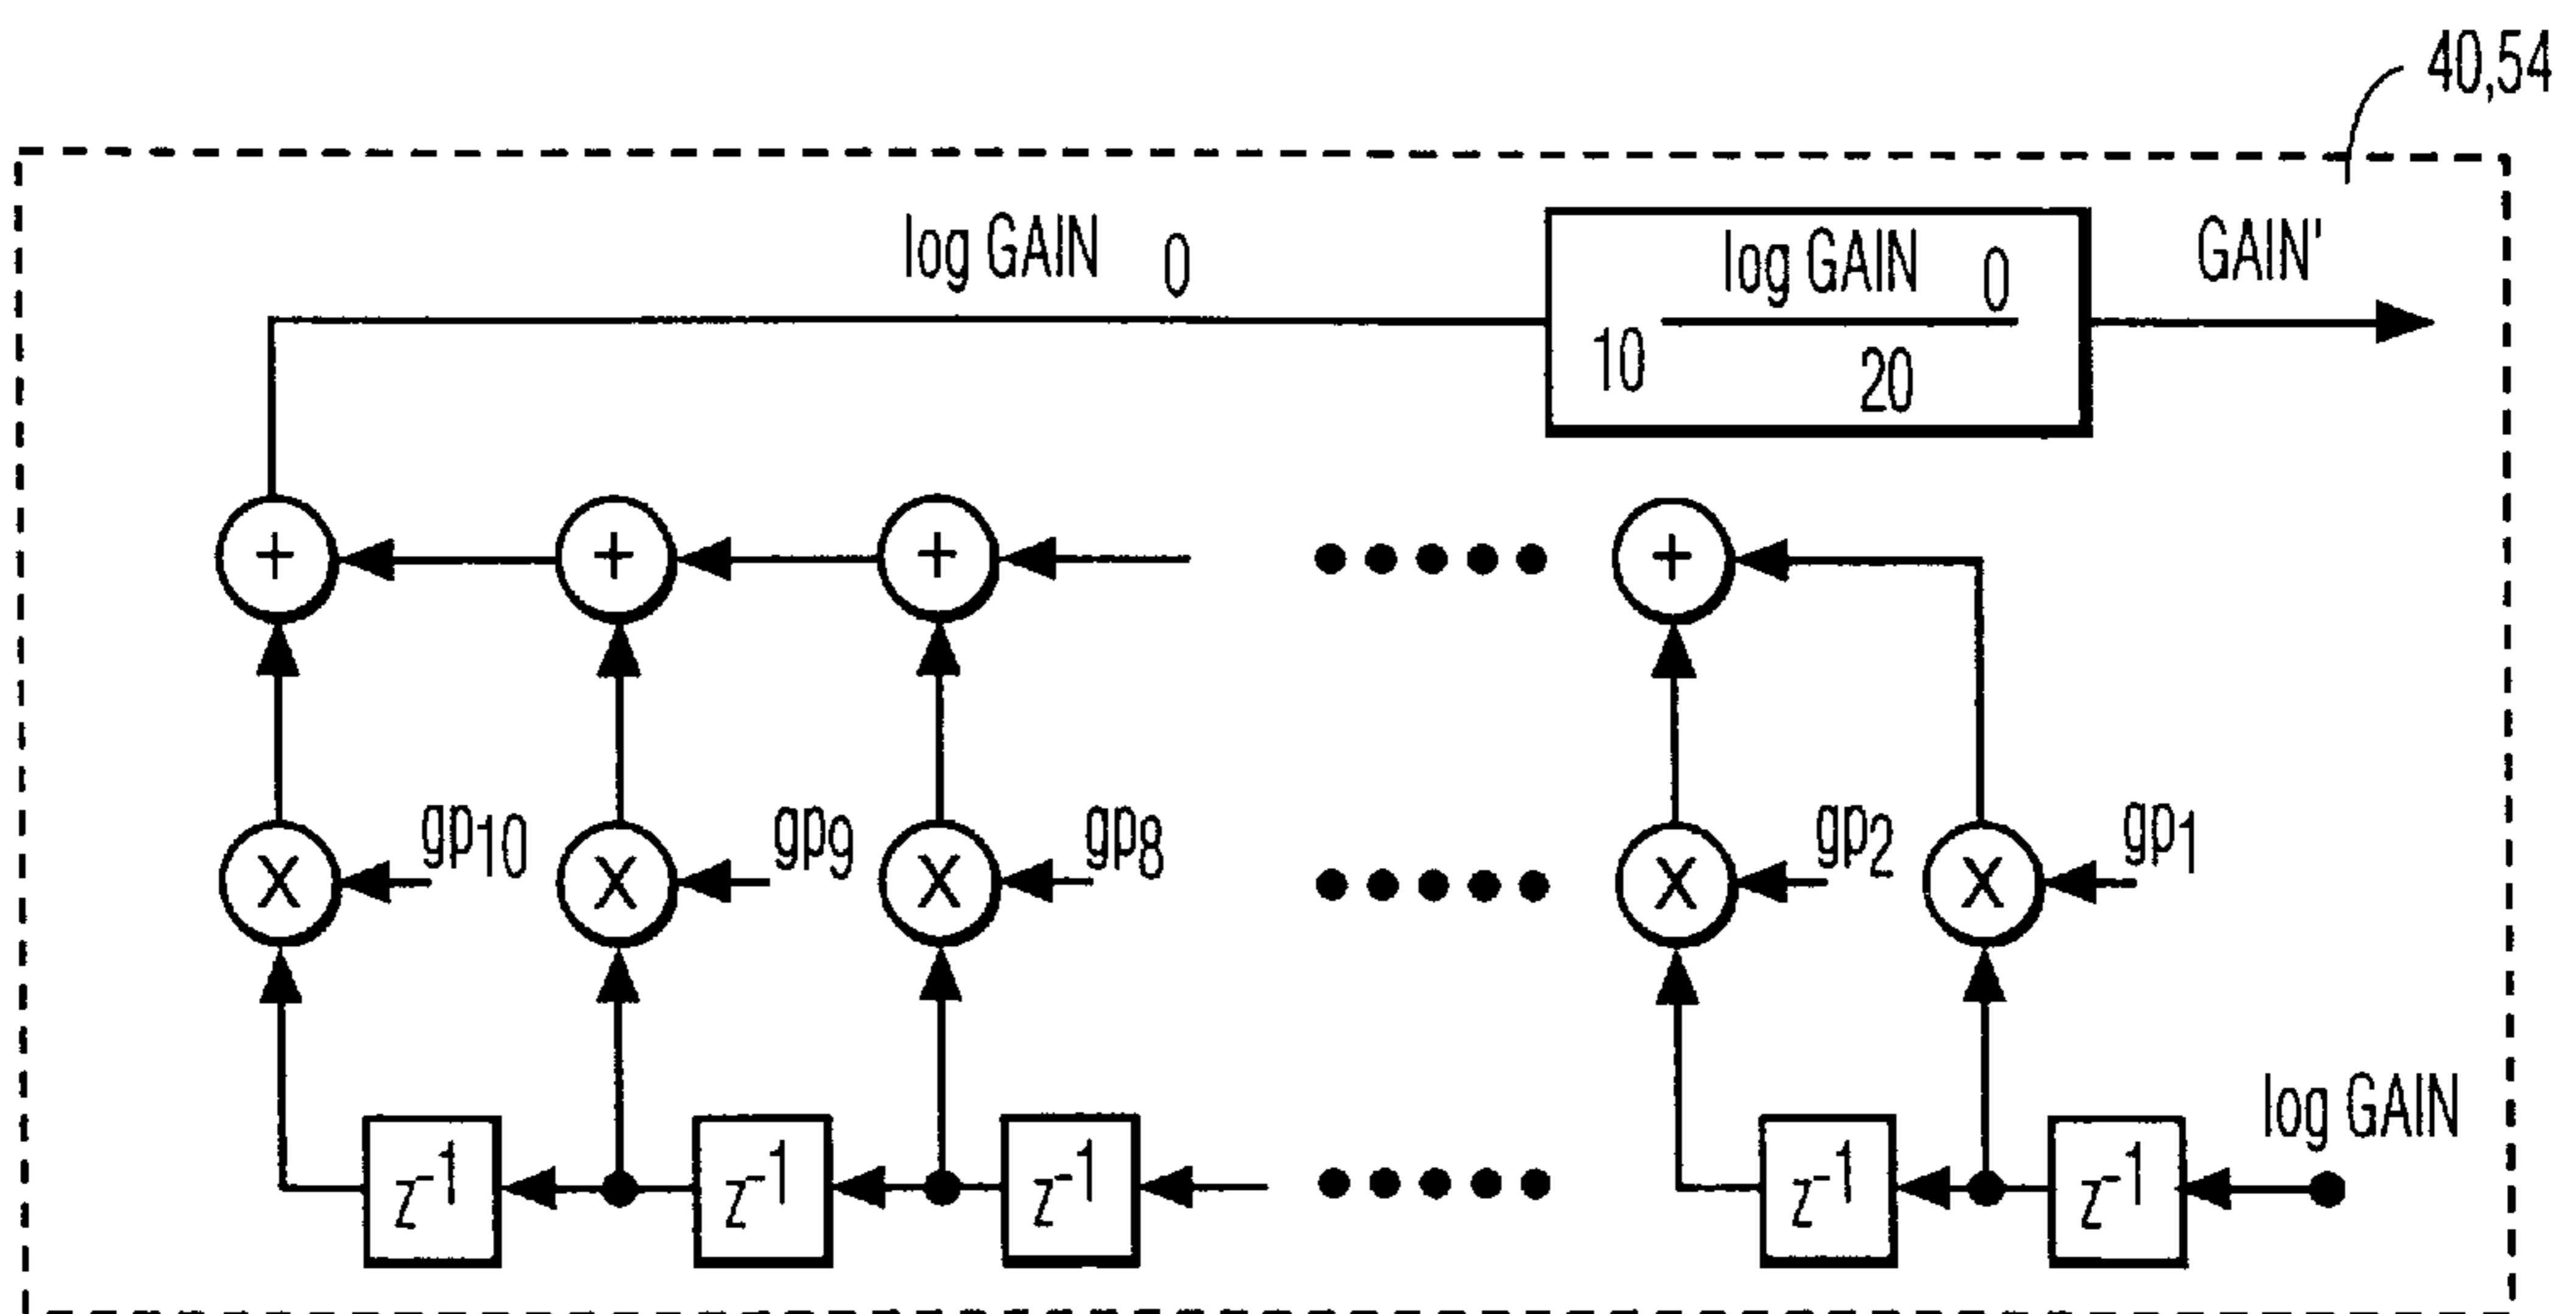 40,54
log GAIN 0
log GAIN 0
10
20
GAIN'
+ + + +
gp10 gp9 gp8 gp2 gp1
X X X X X
log GAIN
z-1 z-1 z-1 z-1 z-1